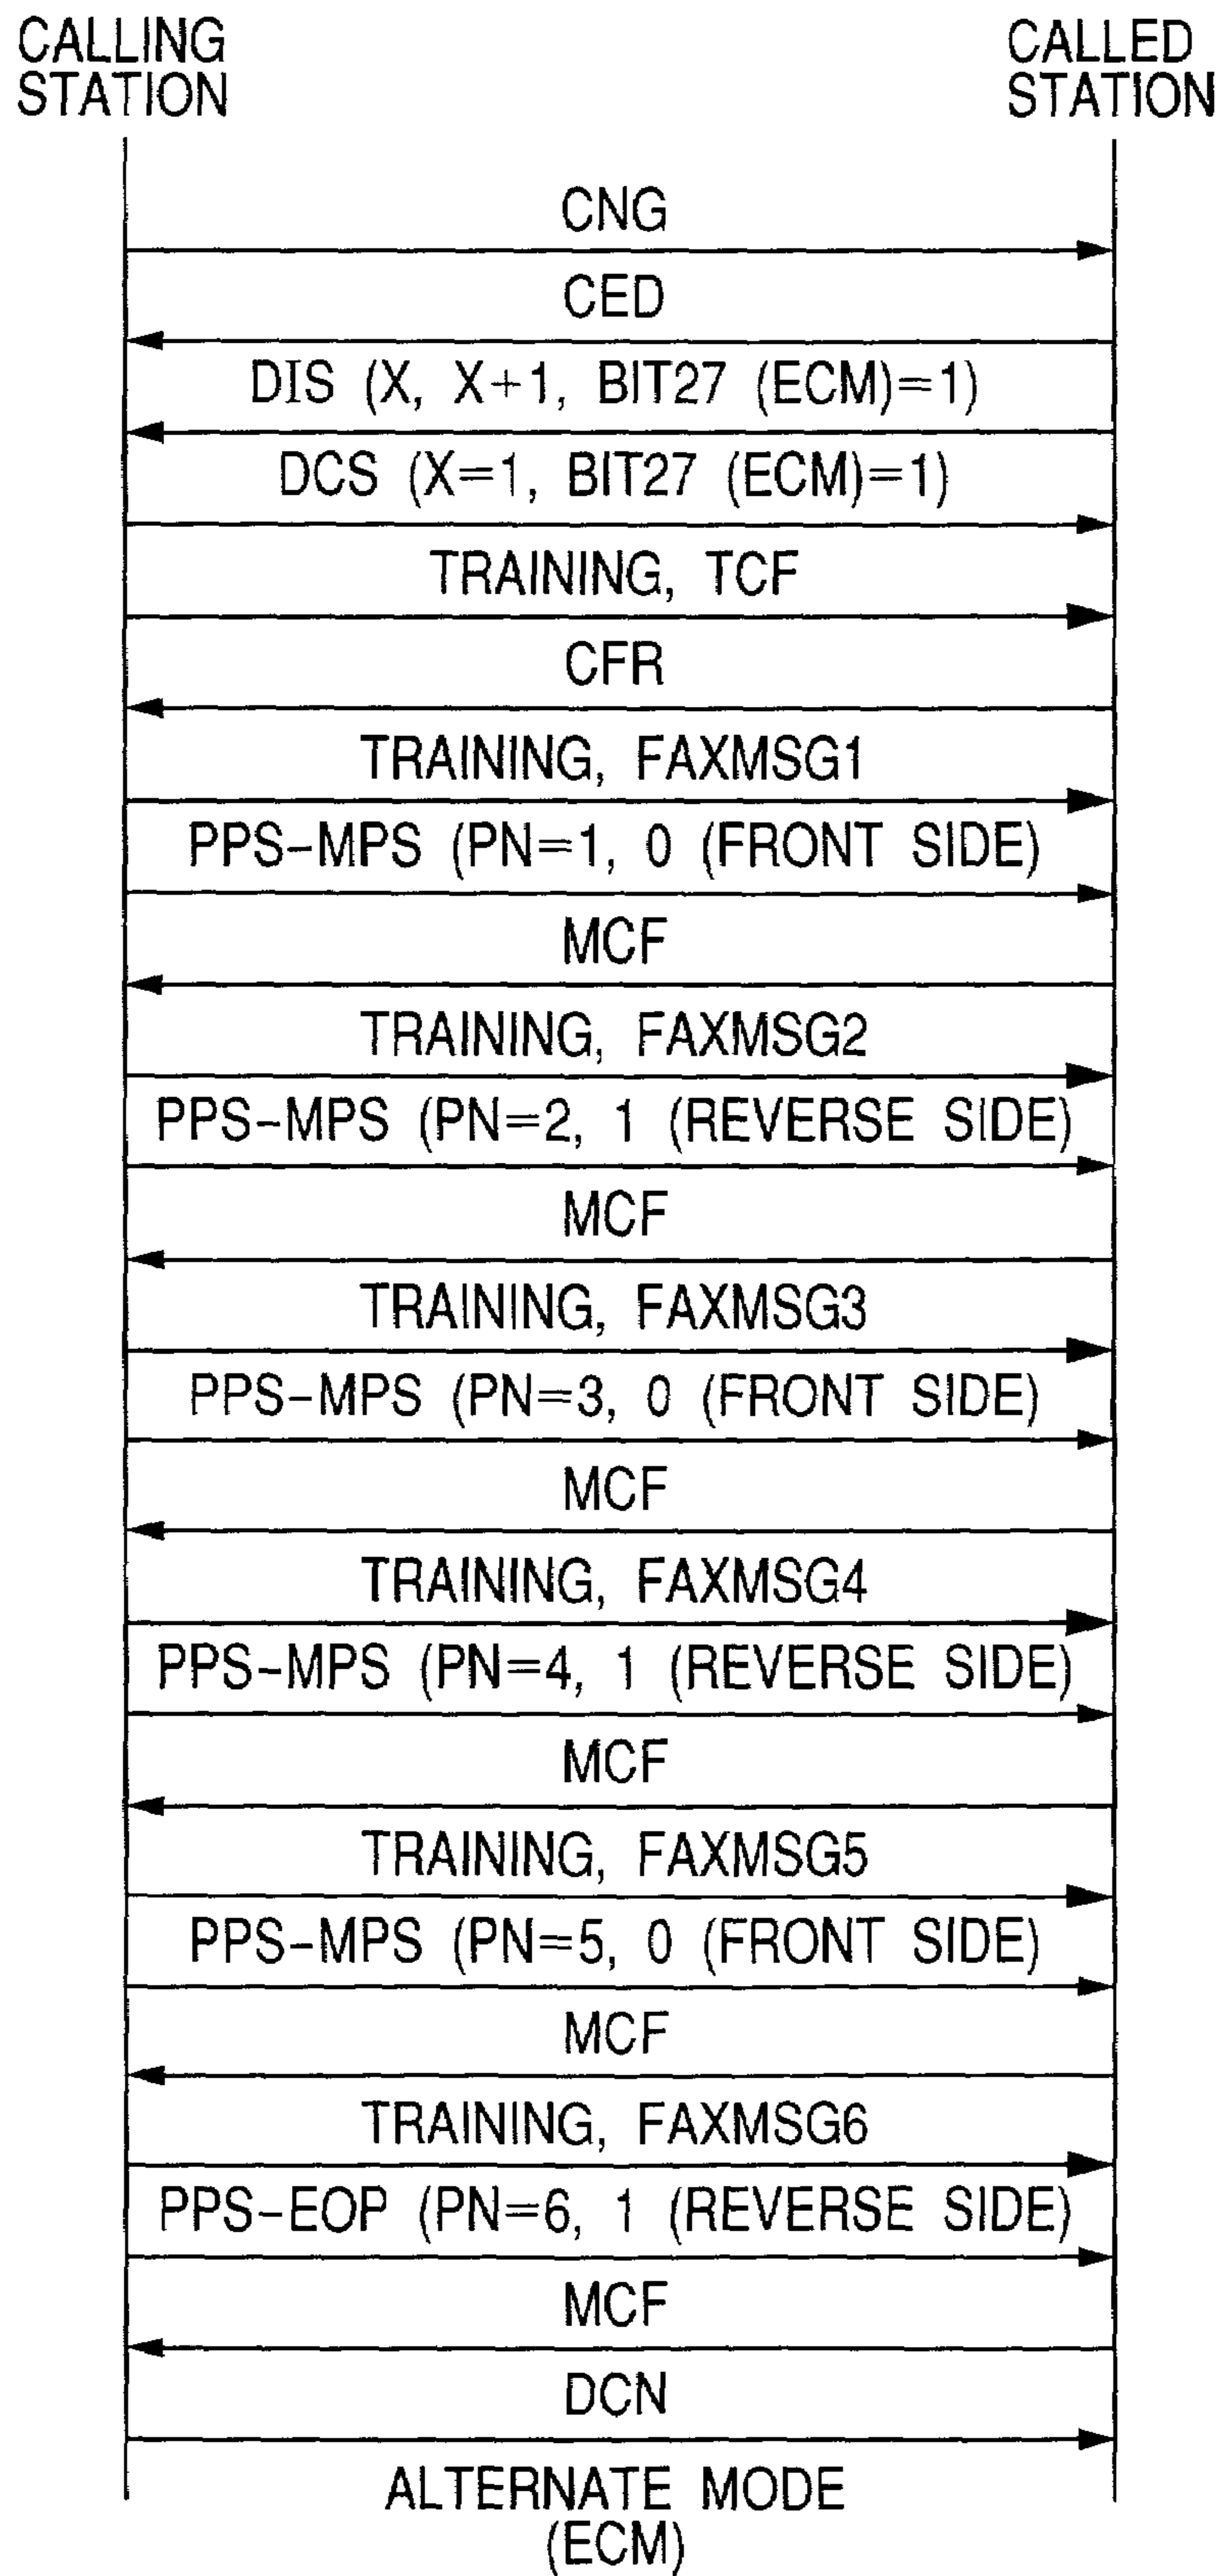 CALLING
STATION
CALLED
STATION
CNG
CED
DIS (X, X+1, BIT27 (ECM)=1)
DCS (X=1, BIT27 (ECM)=1)
TRAINING, TCF
CFR
TRAINING, FAXMSG1
PPS-MPS (PN=1, 0 (FRONT SIDE)
MCF
TRAINING, FAXMSG2
PPS-MPS (PN=2, 1 (REVERSE SIDE)
MCF
TRAINING, FAXMSG3
PPS-MPS (PN=3, 0 (FRONT SIDE)
MCF
TRAINING, FAXMSG4
PPS-MPS (PN=4, 1 (REVERSE SIDE)
MCF
TRAINING, FAXMSG5
PPS-MPS (PN=5, 0 (FRONT SIDE)
MCF
TRAINING, FAXMSG6
PPS-EOP (PN=6, 1 (REVERSE SIDE)
MCF
DCN
ALTERNATE MODE
(ECM)